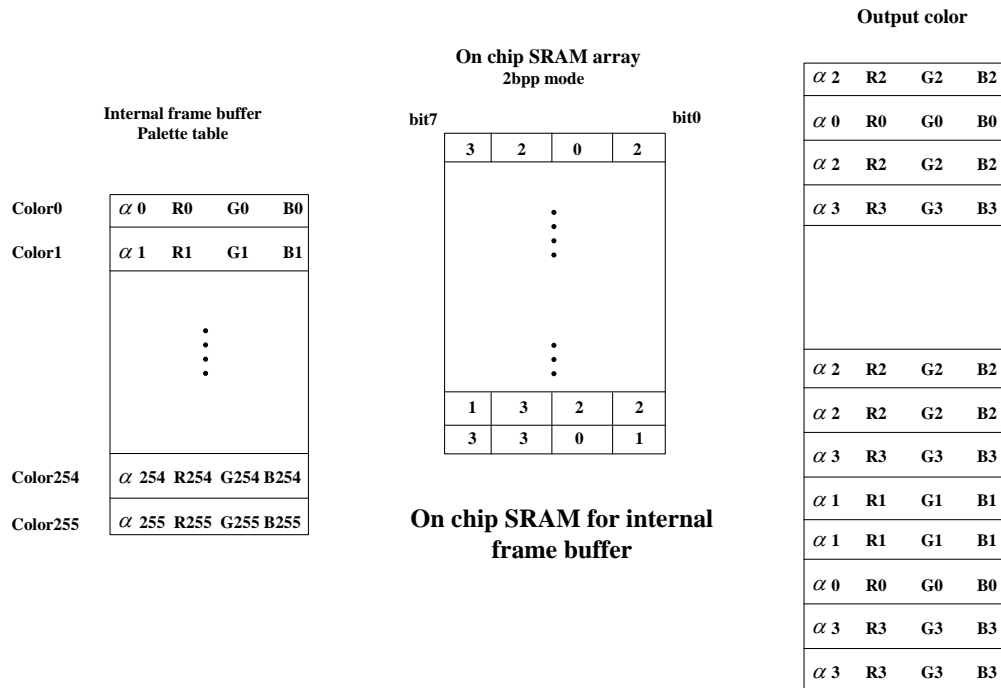 Internal frame buffer
Palette table
Color0 α 0 R0 G0 B0
Color1 α 1 R1 G1 B1
Color254 α 254 R254 G254 B254
Color255 α 255 R255 G255 B255
On chip SRAM array
2bpp mode
bit7 bit0
3 2 0 2
1 3 2 2
3 3 0 1
On chip SRAM for internal
frame buffer
Output color
α 2 R2 G2 B2
α 0 R0 G0 B0
α 2 R2 G2 B2
α 3 R3 G3 B3
α 2 R2 G2 B2
α 2 R2 G2 B2
α 3 R3 G3 B3
α 1 R1 G1 B1
α 1 R1 G1 B1
α 0 R0 G0 B0
α 3 R3 G3 B3
α 3 R3 G3 B3